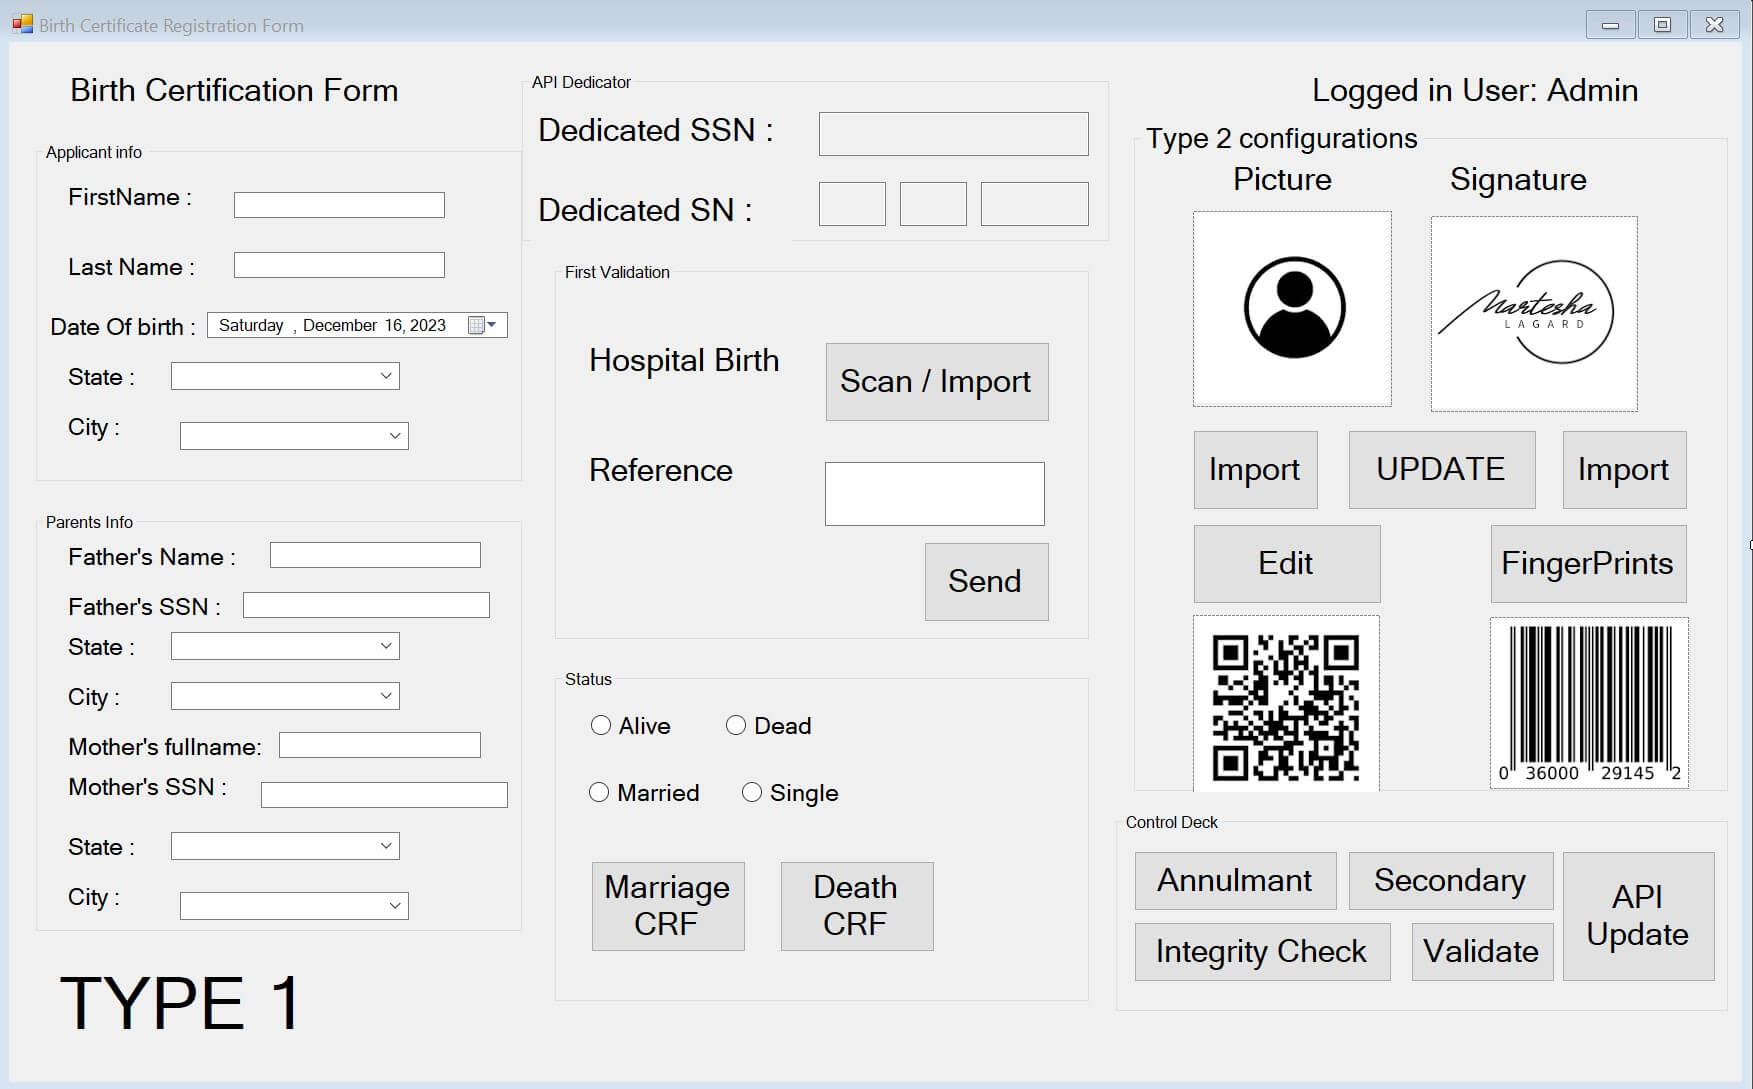 Birth Certificate Registration Form
Birth Certification Form
Applicant info
FirstName :
Last Name :
Date Of birth :
Saturday , December 16, 2023
State :
City :
Parents Info
Father's Name :
Father's SSN :
State :
City :
Mother's fullname:
Mother's SSN :
State :
City :
TYPE 1
API Dedicator
Dedicated SSN :
Dedicated SN :
First Validation
Hospital Birth
Scan / Import
Reference
Send
Status
Alive
Dead
Married
Single
Marriage
CRF
Death
CRF
Logged in User: Admin
Type 2 configurations
Picture
Signature
Martesha
LAGARD
Import
UPDATE
Import
Edit
FingerPrints
0 36000 29145 2
Control Deck
Annulmant
Secondary
API
Update
Integrity Check
Validate